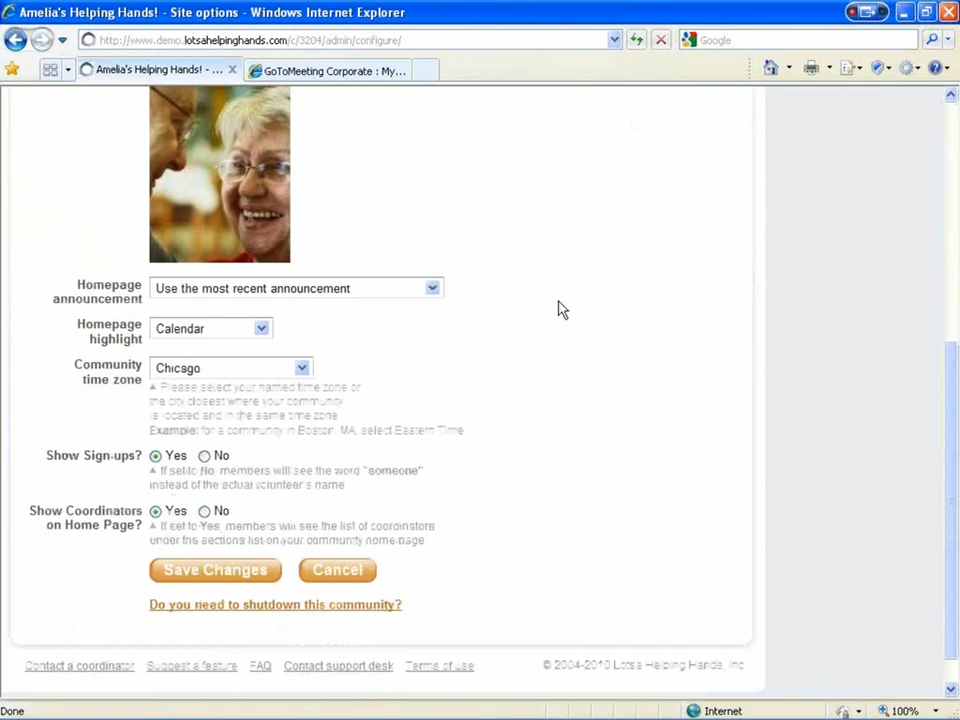 Amelia's Helping Hands! - Site options - Windows Internet Explorer
http://www.demo.lotsahelpinghands.com/c/3204/admin/configure/
Google
Amelia's Helping Hands! - ...
GoToMeeting Corporate : My...
Homepage announcement
Use the most recent announcement
Homepage highlight
Calendar
Community time zone
Chicago
▲ Please select your named time zone or
the city closest where your community
is located and in the same time zone
Example: for a community in Boston, MA, select Eastern Time
Show Sign-ups?
Yes No
▲ If set to No, members will see the word "someone"
instead of the actual volunteer's name
Show Coordinators on Home Page?
Yes No
▲ If set to Yes, members will see the list of coordinators
under the sections list on your community home page
Save Changes Cancel
Do you need to shutdown this community?
Contact a coordinator Suggest a feature FAQ Contact support desk Terms of use © 2004-2010 Lotsa Helping Hands, Inc
Done Internet 100%